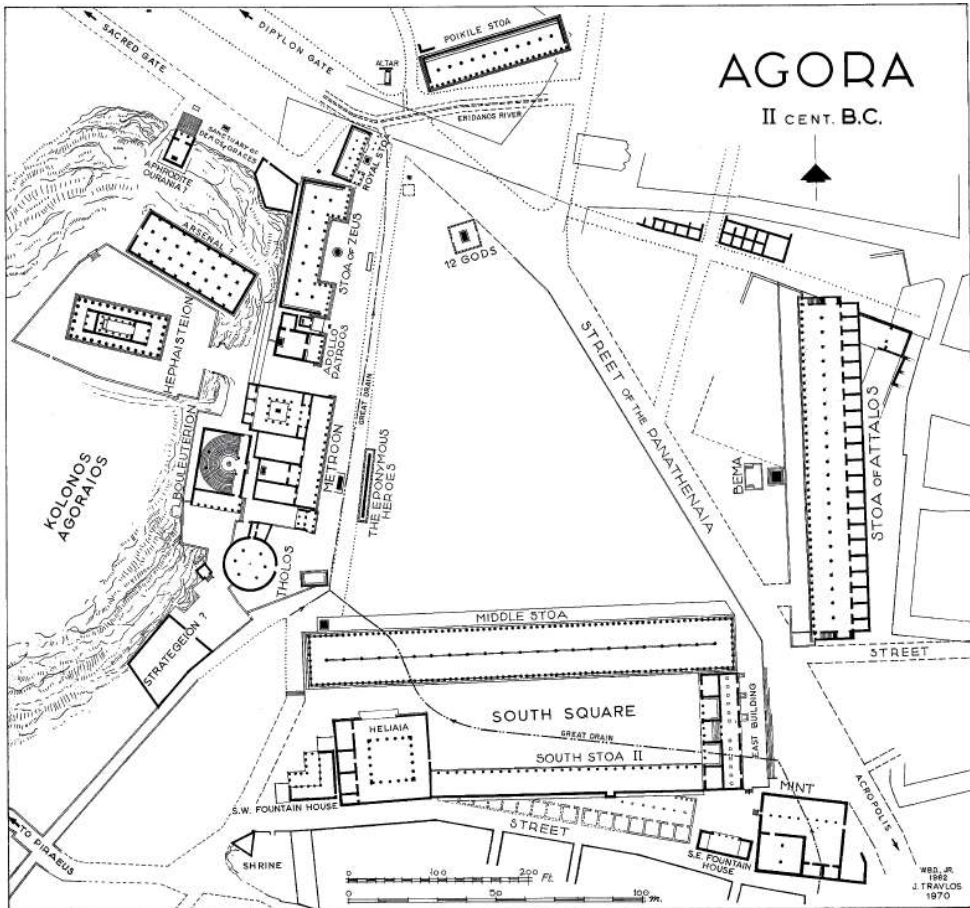 AGORA
II CENT. B.C.
SACRED GATE
DIPYLON GATE
POIKILE STOA
ALTAR
ERIDANOS RIVER
SANCTUARY OF
DEMOS & GRACES
ROYAL STOA
APHRODITE
OURANIA ?
ARSENAL ?
STOA OF ZEUS
12 GODS
HEPHAISTEION
APOLLO
PATROOS
STREET OF THE PANATHENAIA
GREAT DRAIN
KOLONOS
AGORAIOS
BOULEUTERION
METROON
THE EPONYMOUS
HEROES
BEMA
STOA OF ATTALOS
THOLOS
STRATEGEION ?
MIDDLE STOA
STREET
SOUTH SQUARE
HELIAIA
GREAT DRAIN
EAST BUILDING
SOUTH STOA II
S.W. FOUNTAIN HOUSE
MINT
ACROPOLIS
STREET
TO PIRAEUS
SHRINE
S.E. FOUNTAIN
HOUSE
0 100 200 Ft.
0 50 100 m.
W.B.D., JR.
1962
J. TRAVLOS
1970